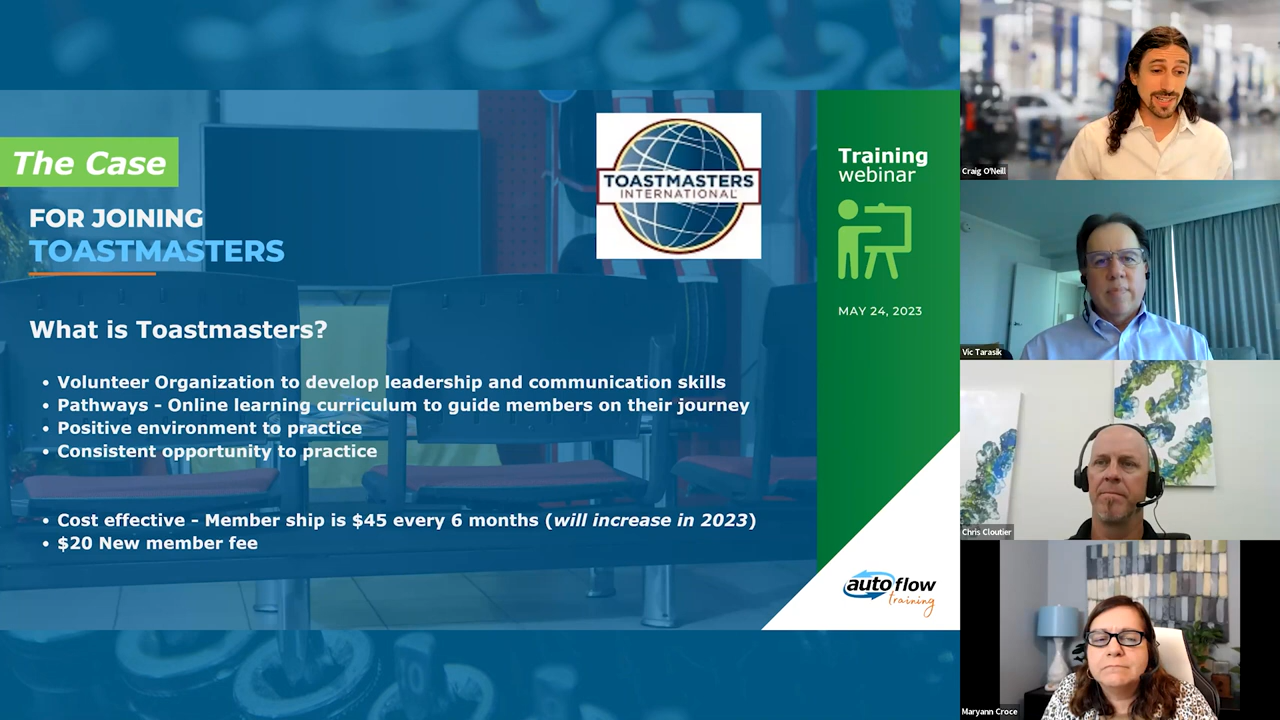 The Case
FOR JOINING
TOASTMASTERS
TOASTMASTERS
INTERNATIONAL
What is Toastmasters?
• Volunteer Organization to develop leadership and communication skills
• Pathways - Online learning curriculum to guide members on their journey
• Positive environment to practice
• Consistent opportunity to practice
• Cost effective - Member ship is $45 every 6 months (will increase in 2023)
• $20 New member fee
Training
webinar
MAY 24, 2023
auto flow
training
Craig O'Neill
Vic Tarasik
Chris Cloutier
Maryann Croce